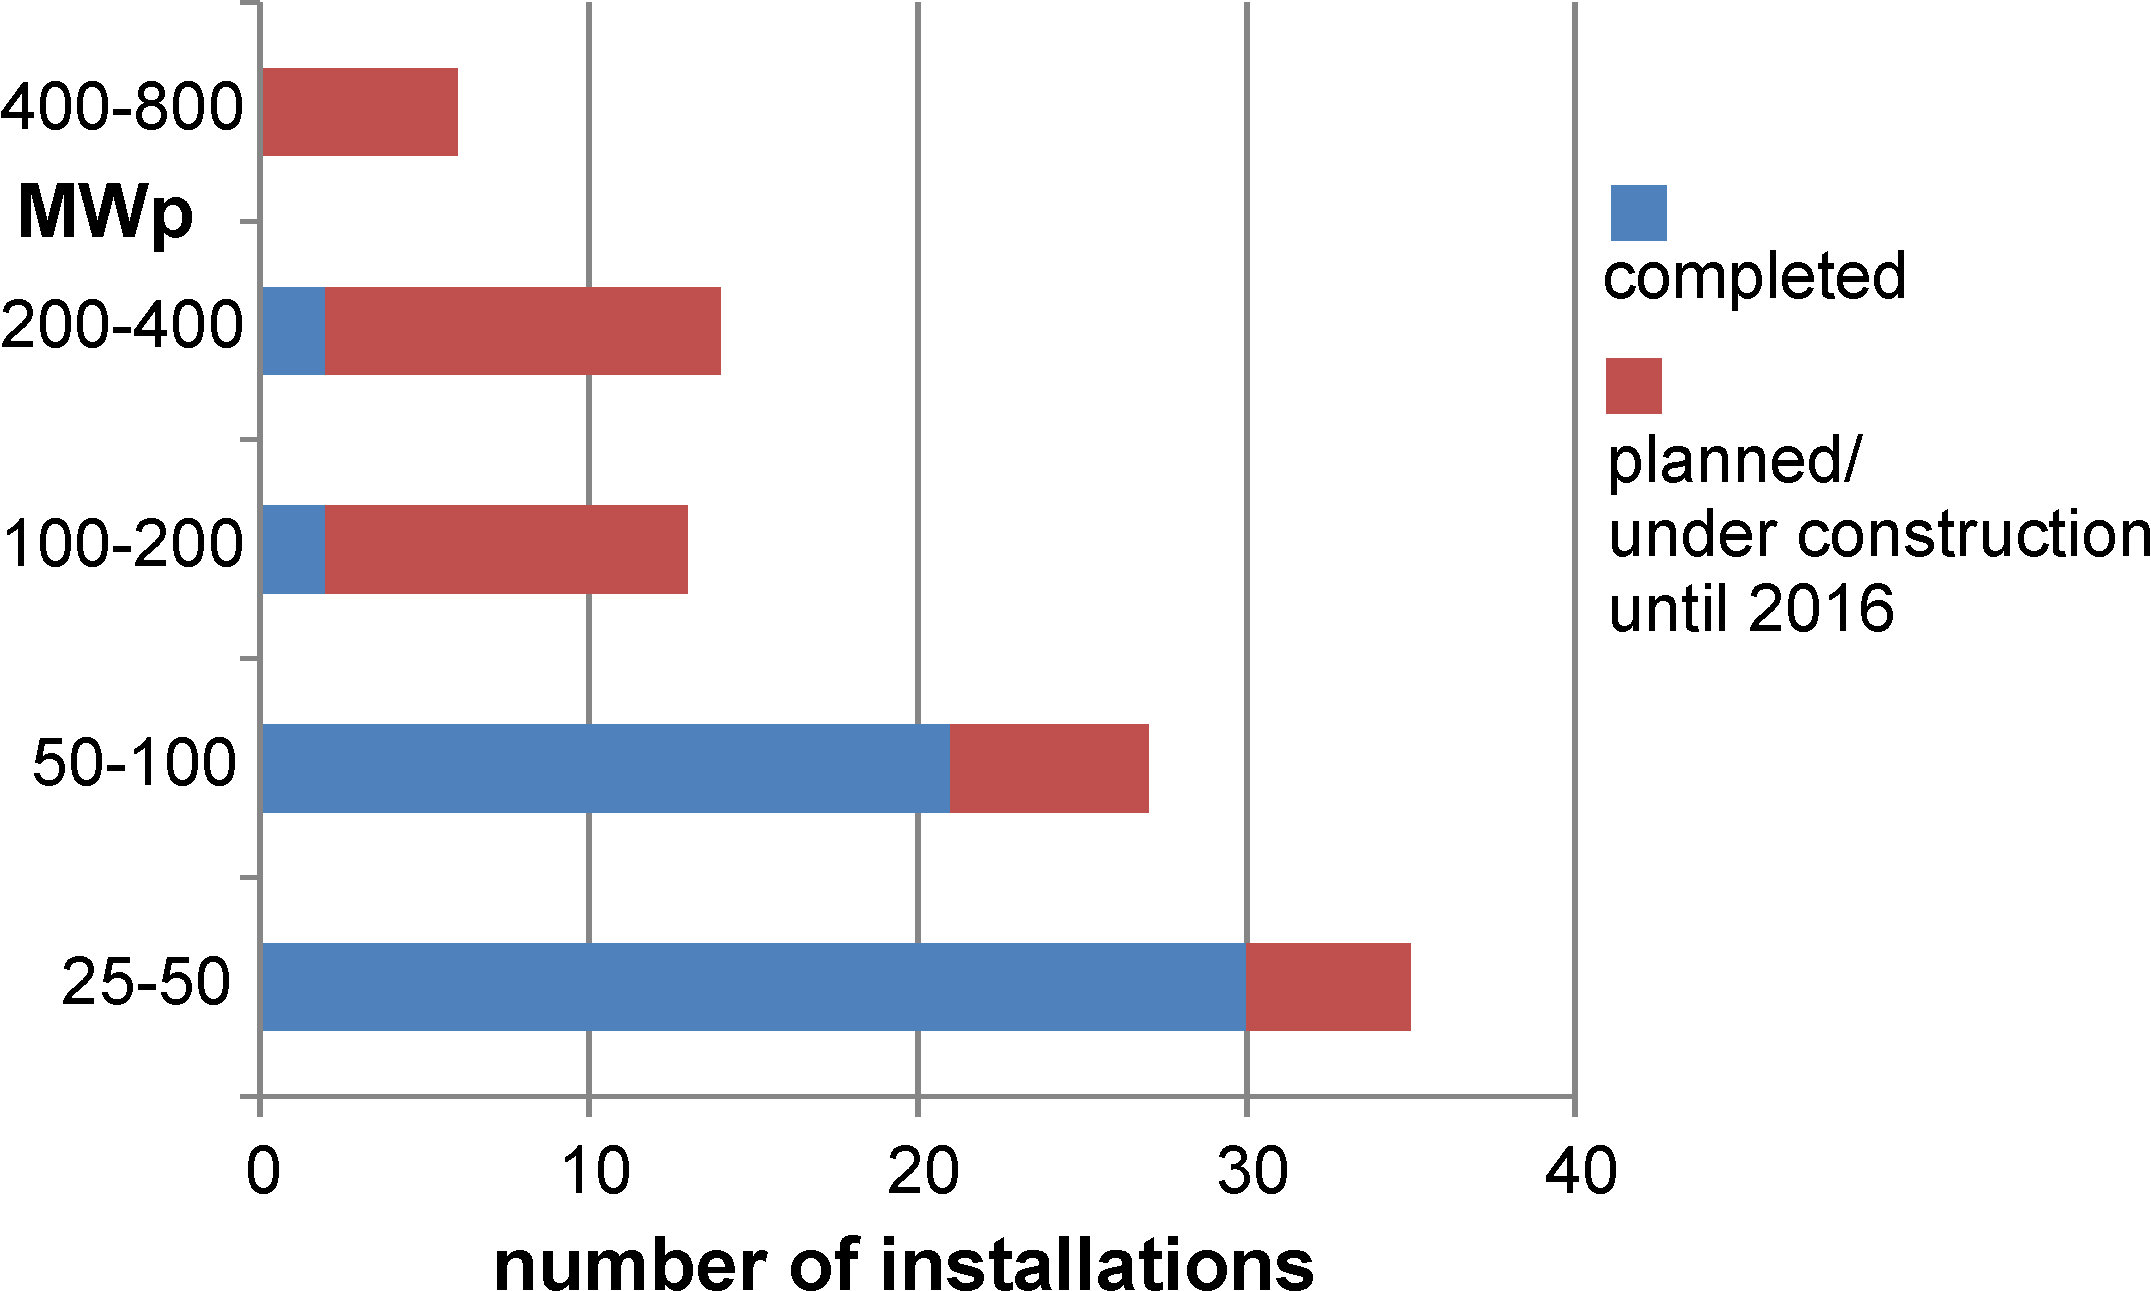 400-800
MWp
200-400
100-200
50-100
25-50
0 10 20 30 40
number of installations
completed
planned/
under construction
until 2016